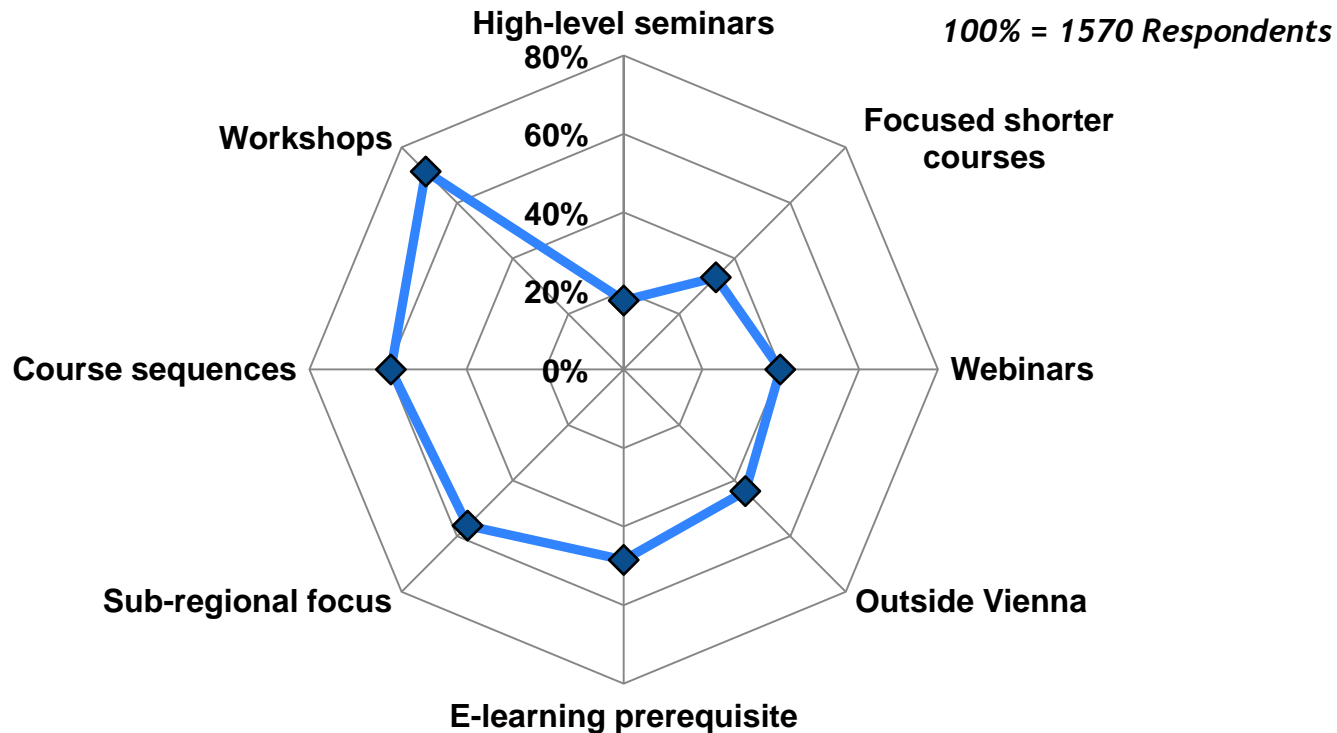 High-level seminars
100% = 1570 Respondents
80%
Focused shorter
courses
Workshops
60%
40%
20%
Course sequences
0%
Webinars
Sub-regional focus
Outside Vienna
E-learning prerequisite